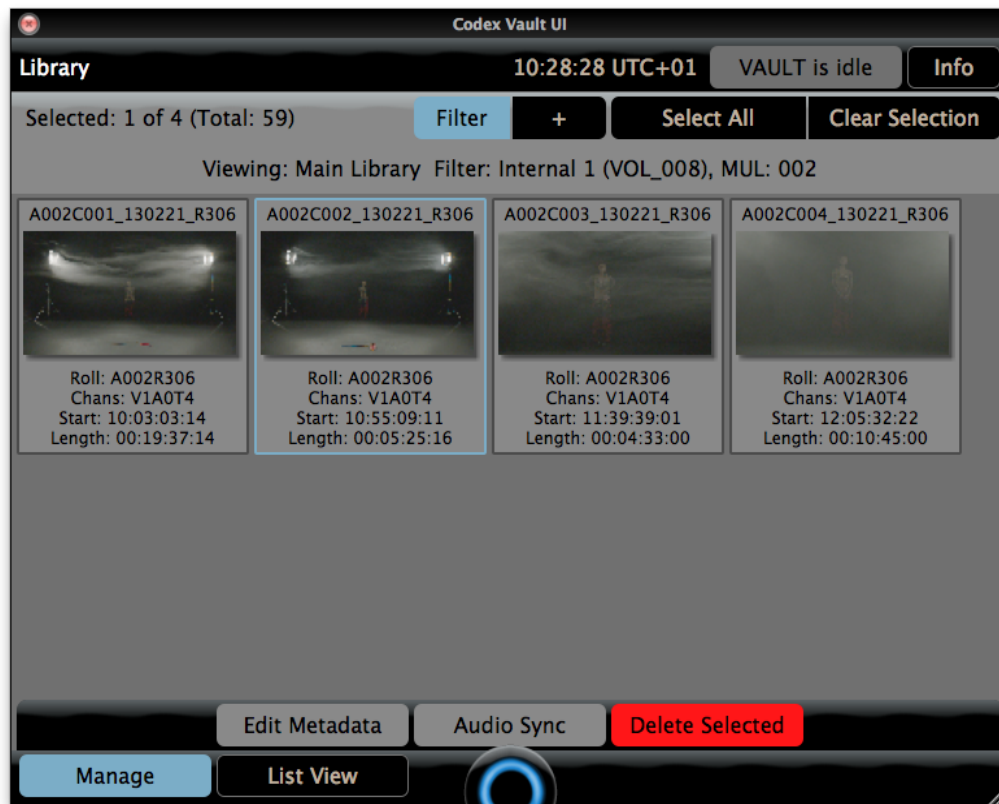 Codex Vault UI
Library 10:28:28 UTC+01 VAULT is idle Info
Selected: 1 of 4 (Total: 59) Filter + Select All Clear Selection
Viewing: Main Library Filter: Internal 1 (VOL_008), MUL: 002
A002C001_130221_R306 A002C002_130221_R306 A002C003_130221_R306 A002C004_130221_R306
Roll: A002R306 Roll: A002R306 Roll: A002R306 Roll: A002R306
Chans: V1A0T4 Chans: V1A0T4 Chans: V1A0T4 Chans: V1A0T4
Start: 10:03:03:14 Start: 10:55:09:11 Start: 11:39:39:01 Start: 12:05:32:22
Length: 00:19:37:14 Length: 00:05:25:16 Length: 00:04:33:00 Length: 00:10:45:00
Edit Metadata Audio Sync Delete Selected
Manage List View